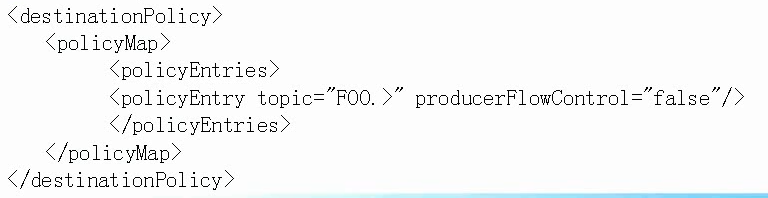 <destinationPolicy>
<policyMap>
<policyEntries>
<policyEntry topic="FOO.>" producerFlowControl="false"/>
</policyEntries>
</policyMap>
</destinationPolicy>